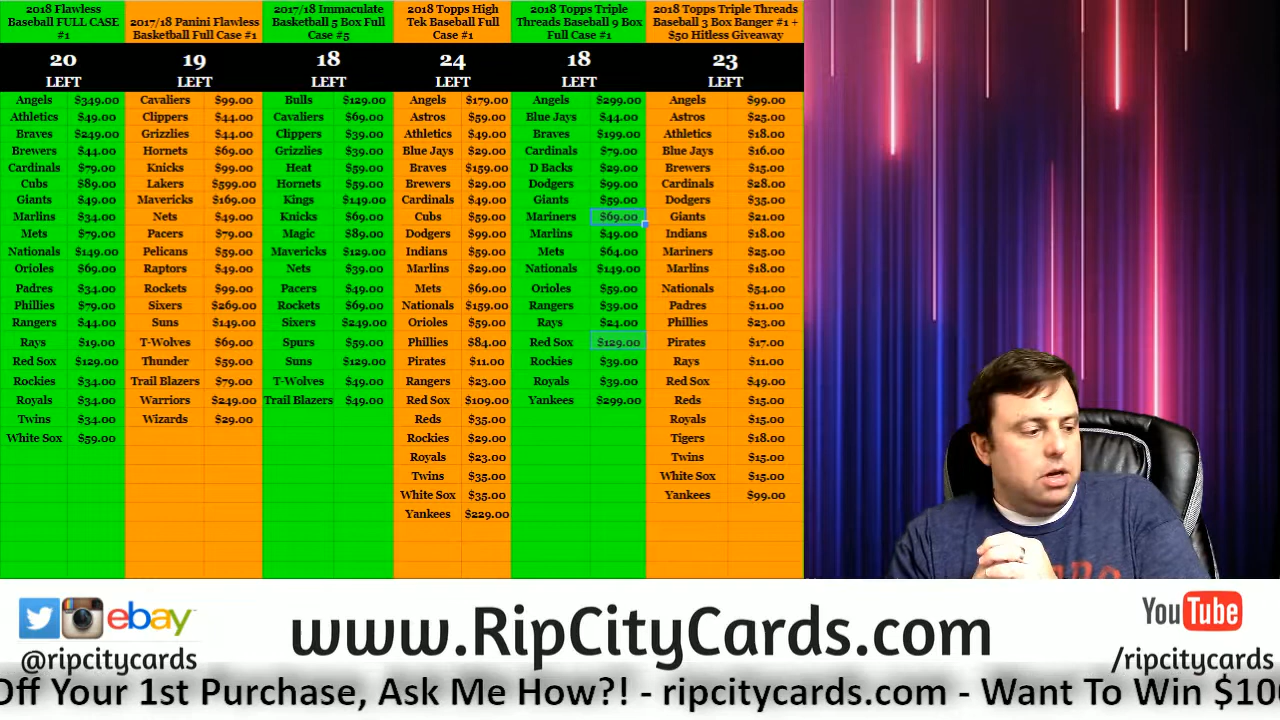 2018 Flawless
Baseball FULL CASE
#1
20
LEFT
Angels $349.00
Athletics $49.00
Braves $249.00
Brewers $44.00
Cardinals $79.00
Cubs $89.00
Giants $49.00
Marlins $34.00
Mets $79.00
Nationals $149.00
Orioles $69.00
Padres $34.00
Phillies $79.00
Rangers $44.00
Rays $19.00
Red Sox $129.00
Rockies $34.00
Royals $34.00
Twins $34.00
White Sox $59.00
2017/18 Panini Flawless
Basketball Full Case #1
19
LEFT
Cavaliers $99.00
Clippers $44.00
Grizzlies $44.00
Hornets $69.00
Knicks $99.00
Lakers $599.00
Mavericks $169.00
Nets $49.00
Pacers $79.00
Pelicans $59.00
Raptors $49.00
Rockets $99.00
Sixers $269.00
Suns $149.00
T-Wolves $69.00
Thunder $59.00
Trail Blazers $79.00
Warriors $249.00
Wizards $29.00
2017/18 Immaculate
Basketball 5 Box Full
Case #5
18
LEFT
Bulls $129.00
Cavaliers $69.00
Clippers $39.00
Grizzlies $39.00
Heat $59.00
Hornets $59.00
Kings $149.00
Knicks $69.00
Magic $89.00
Mavericks $129.00
Nets $39.00
Pacers $49.00
Rockets $69.00
Sixers $249.00
Spurs $59.00
Suns $129.00
T-Wolves $49.00
Trail Blazers $49.00
2018 Topps High
Tek Baseball Full
Case #1
24
LEFT
Angels $179.00
Astros $59.00
Athletics $49.00
Blue Jays $29.00
Braves $159.00
Brewers $29.00
Cardinals $49.00
Cubs $59.00
Dodgers $99.00
Indians $59.00
Marlins $29.00
Mets $69.00
Nationals $159.00
Orioles $59.00
Phillies $84.00
Pirates $11.00
Rangers $23.00
Red Sox $109.00
Reds $35.00
Rockies $29.00
Royals $23.00
Twins $35.00
White Sox $35.00
Yankees $229.00
2018 Topps Triple
Threads Baseball 9 Box
Full Case #1
18
LEFT
Angels $299.00
Blue Jays $44.00
Braves $199.00
Cardinals $79.00
D Backs $29.00
Dodgers $99.00
Giants $59.00
Mariners $69.00
Marlins $49.00
Mets $64.00
Nationals $149.00
Orioles $59.00
Rangers $39.00
Rays $24.00
Red Sox $129.00
Rockies $39.00
Royals $39.00
Yankees $299.00
2018 Topps Triple Threads
Baseball 3 Box Banger #1 +
$50 Hitless Giveaway
23
LEFT
Angels $99.00
Astros $25.00
Athletics $18.00
Blue Jays $16.00
Brewers $15.00
Cardinals $28.00
Dodgers $35.00
Giants $21.00
Indians $18.00
Mariners $25.00
Marlins $18.00
Nationals $54.00
Padres $11.00
Phillies $23.00
Pirates $17.00
Rays $11.00
Red Sox $49.00
Reds $15.00
Royals $15.00
Tigers $18.00
Twins $15.00
White Sox $15.00
Yankees $99.00
ebay
@ripcitycards
www.RipCityCards.com
YouTube
/ripcitycards
Off Your 1st Purchase, Ask Me How?! - ripcitycards.com - Want To Win $100